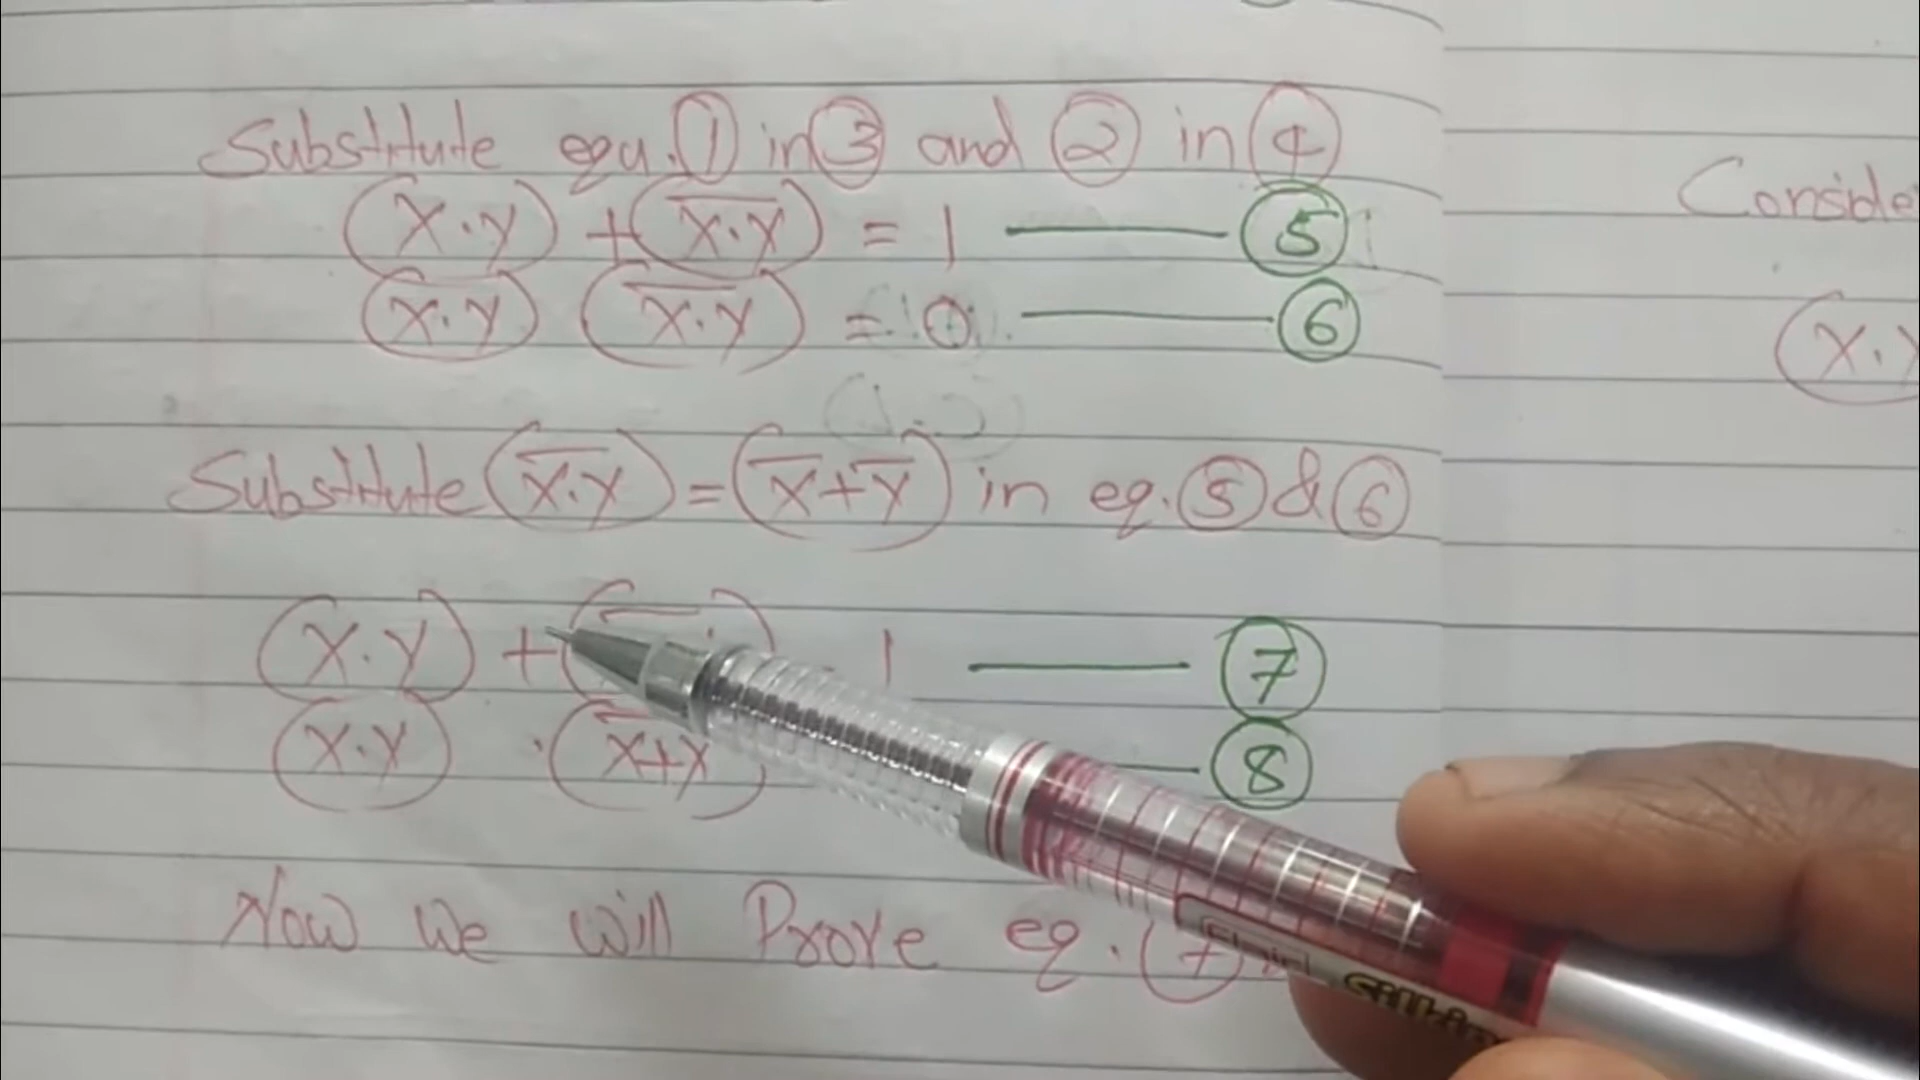 Substitute equ. ① in ③ and ② in ④
(X·Y) + (X̅·̅Y̅) = 1 —— ⑤
(X·Y) (X̅·̅Y̅) = 0 —— ⑥
Substitute (X̅·̅Y̅) = (X̅+Y̅) in eq. ⑤ & ⑥
(X·Y) + 1 —— ⑦
(X·Y) · (X̅+Y) — ⑧
Now we will Prove eq. ⑦
Conside
(X·Y